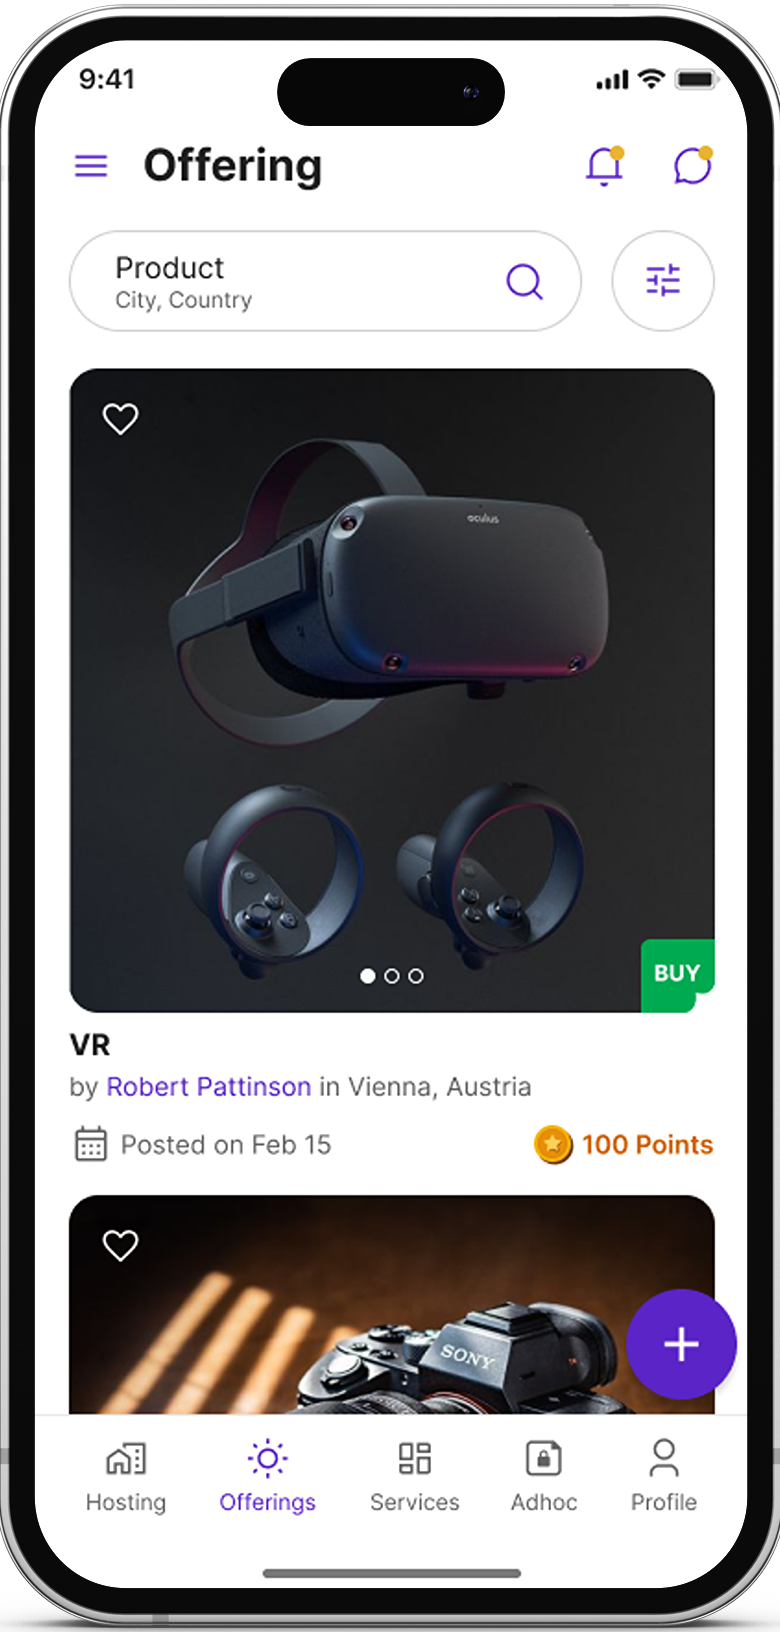 9:41
Offering
Product
City, Country
oculus
BUY
VR
by Robert Pattinson in Vienna, Austria
Posted on Feb 15
100 Points
SONY
Hosting
Offerings
Services
Adhoc
Profile